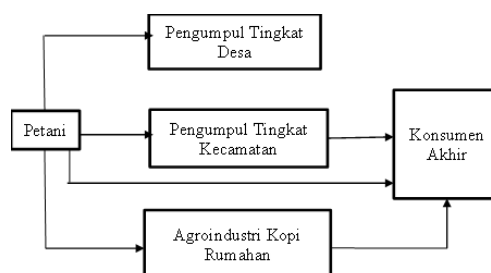 Pengumpul Tingkat
Desa
Petani
Pengumpul Tingkat
Kecamatan
Konsumen
Akhir
Agroindustri Kopi
Rumahan